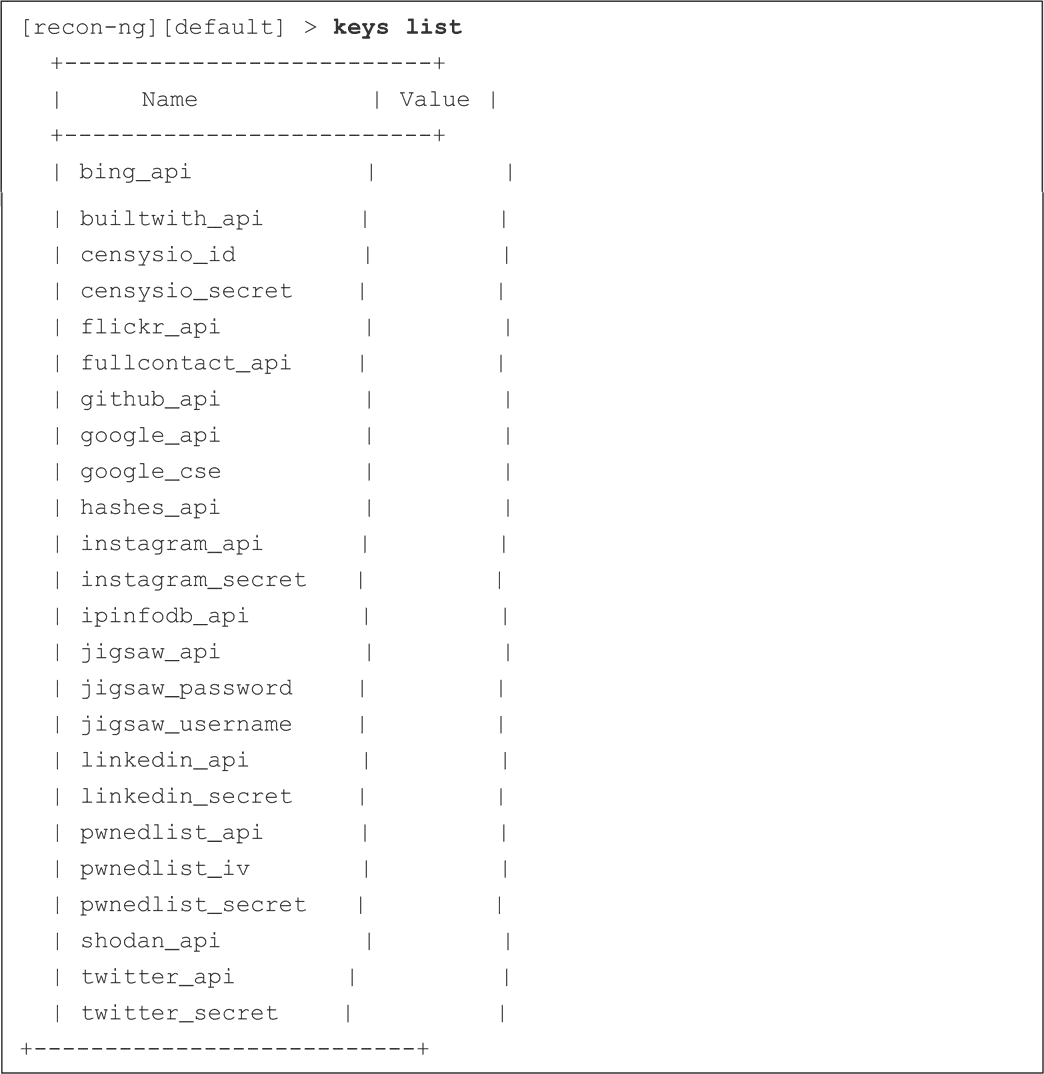 [recon-ng][default] > keys list
+--------------------------+
| Name | Value |
+--------------------------+
| bing_api | |
| builtwith_api | |
| censysio_id | |
| censysio_secret | |
| flickr_api | |
| fullcontact_api | |
| github_api | |
| google_api | |
| google_cse | |
| hashes_api | |
| instagram_api | |
| instagram_secret | |
| ipinfodb_api | |
| jigsaw_api | |
| jigsaw_password | |
| jigsaw_username | |
| linkedin_api | |
| linkedin_secret | |
| pwnedlist_api | |
| pwnedlist_iv | |
| pwnedlist_secret | |
| shodan_api | |
| twitter_api | |
| twitter_secret | |
+---------------------------+